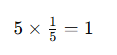 5 × 1/5 = 1